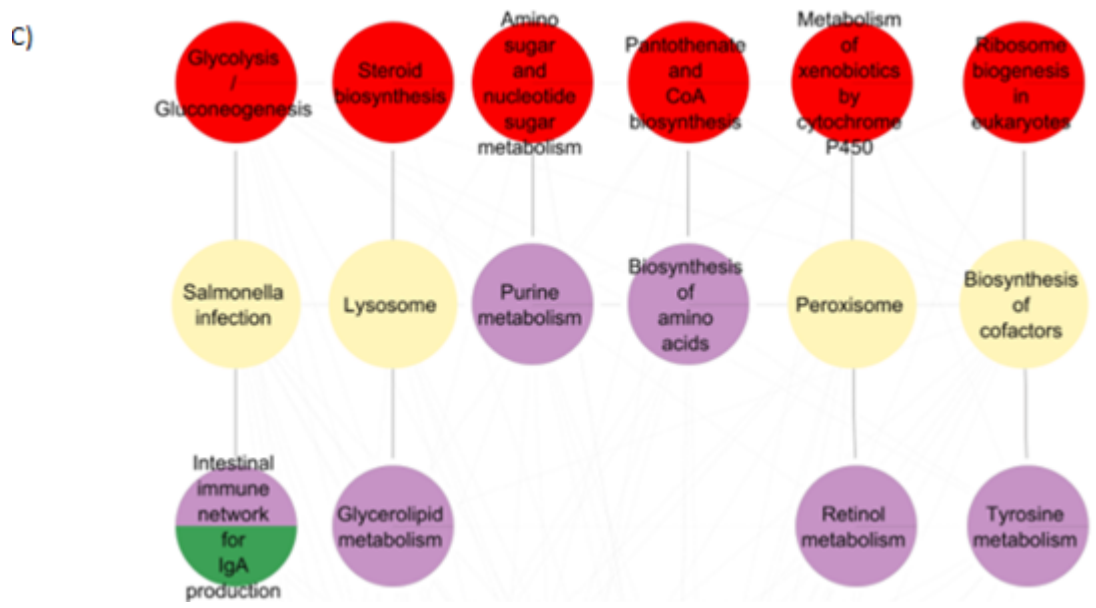 C)
Glycolysis
/
Gluconeogenesis
Steroid
biosynthesis
Amino
sugar
and
nucleotide
sugar
metabolism
Pantothenate
and
CoA
biosynthesis
Metabolism
of
xenobiotics
by
cytochrome
P450
Ribosome
biogenesis
in
eukaryotes
Salmonella
infection
Lysosome
Purine
metabolism
Biosynthesis
of
amino
acids
Peroxisome
Biosynthesis
of
cofactors
Intestinal
immune
network
for
IgA
production
Glycerolipid
metabolism
Retinol
metabolism
Tyrosine
metabolism